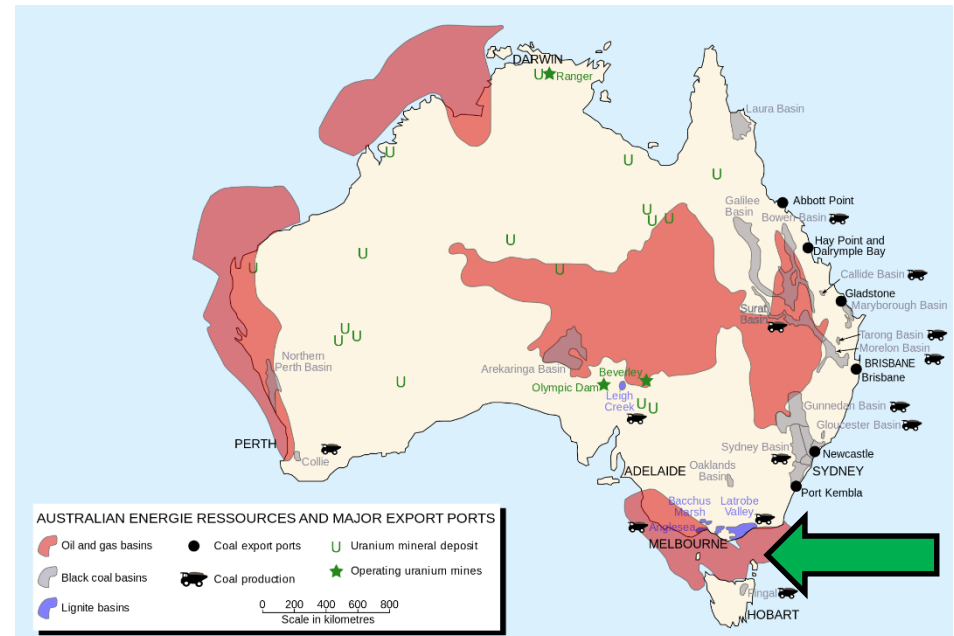 DARWIN
U
Ranger
Laura Basin
U
U
U
Galilee
Basin
Abbott Point
Bowen Basin
U
U
U
Hay Point and
Dalrymple Bay
U
U
U
U
Callide Basin
Gladstone
Maryborough Basin
Surat
Basin
U
U
U
Tarong Basin
Morelon Basin
Northern
Perth Basin
Arekaringa Basin
Beverley
BRISBANE
Brisbane
U
Olympic Dam
Leigh
Creek
U
U
Gunnedan Basin
Gloucester Basin
PERTH
Collie
Sydney Basin
Newcastle
ADELAIDE
Oaklands
Basin
SYDNEY
Port Kembla
Bacchus
Marsh
Latrobe
Valley
Anglesea
MELBOURNE
Fingal
HOBART
AUSTRALIAN ENERGIE RESSOURCES AND MAJOR EXPORT PORTS
Oil and gas basins
Coal export ports
U
Uranium mineral deposit
Black coal basins
Coal production
Operating uranium mines
Lignite basins
0 200 400 600 800
Scale in kilometres